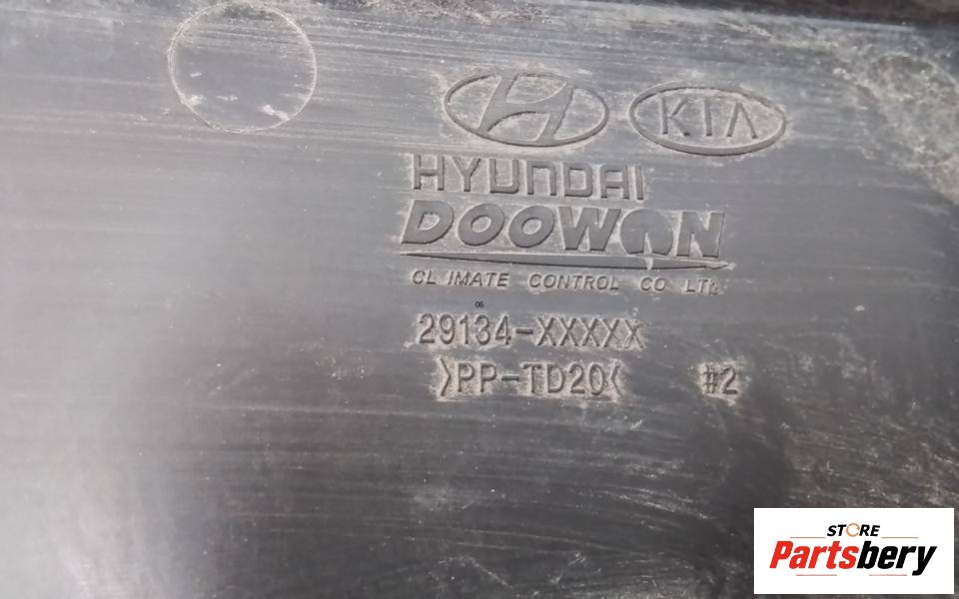 KIA
HYUNDAI
DOOWON
CLIMATE CONTROL CO LTD
06
29134-XXXXX
>PP-TD20< #2
STORE
Partsbery